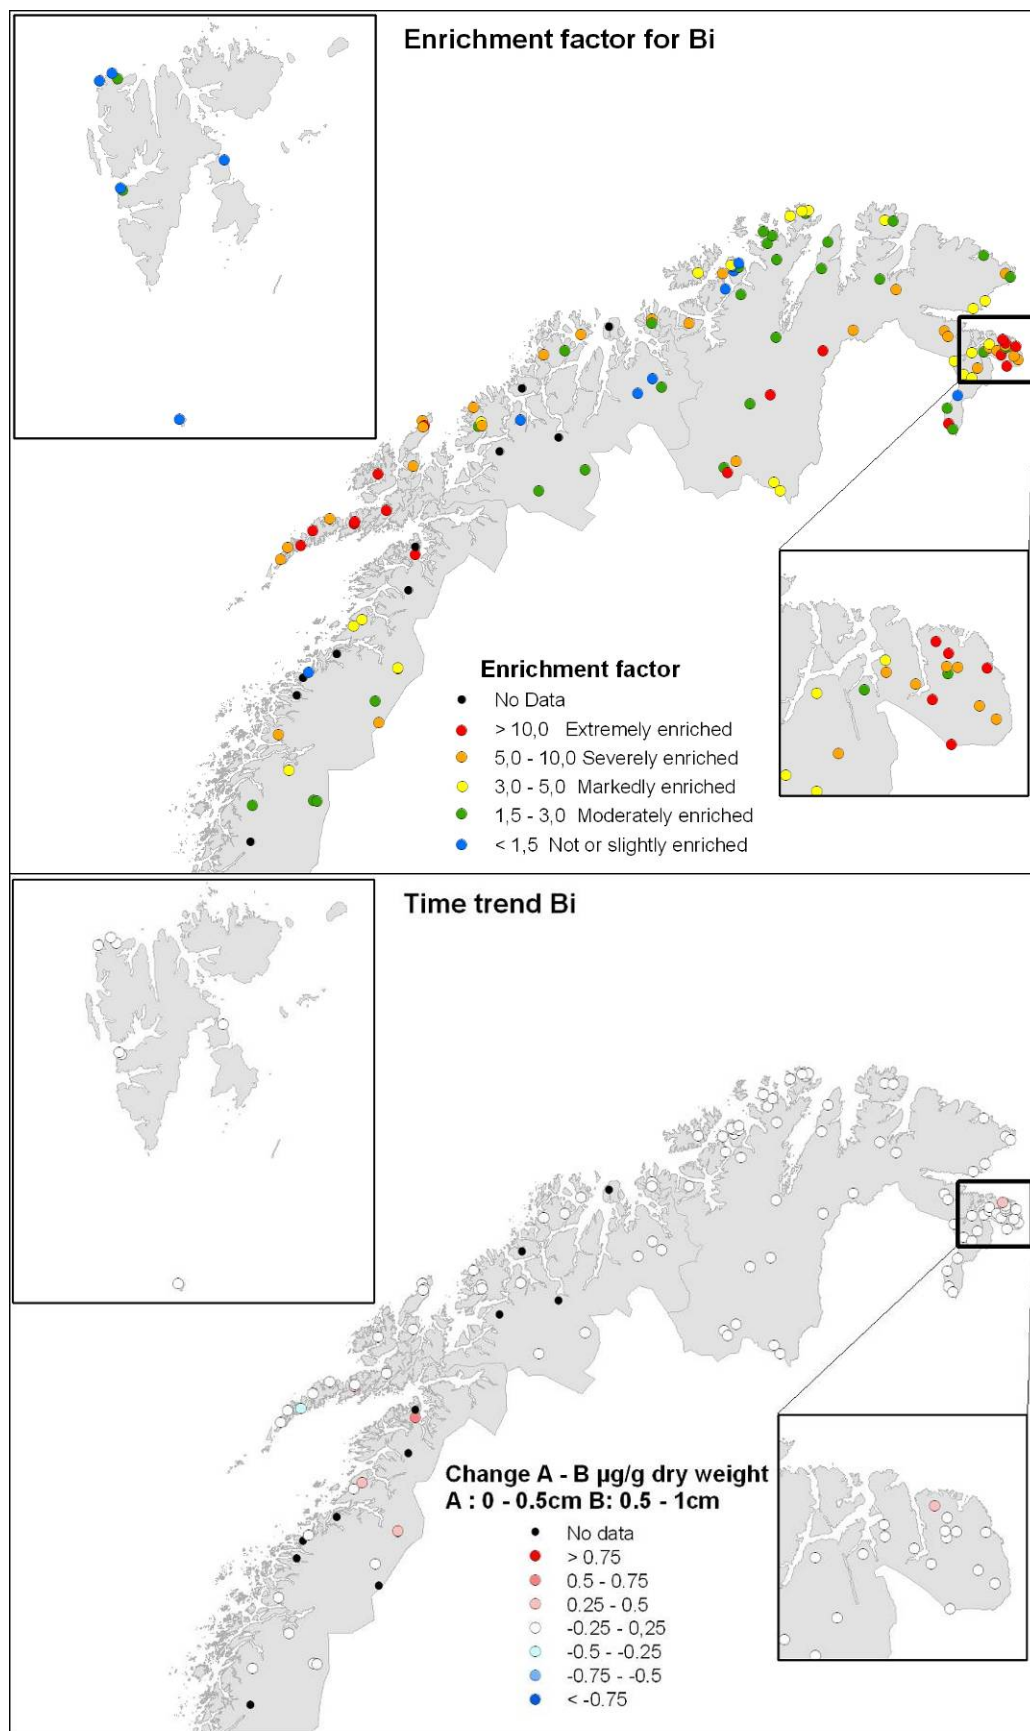 Enrichment factor for Bi
Enrichment factor
No Data
> 10,0 Extremely enriched
5,0 - 10,0 Severely enriched
3,0 - 5,0 Markedly enriched
1,5 - 3,0 Moderately enriched
< 1,5 Not or slightly enriched
Time trend Bi
Change A - B µg/g dry weight
A : 0 - 0.5cm B: 0.5 - 1cm
No data
> 0.75
0.5 - 0.75
0.25 - 0.5
-0.25 - 0,25
-0.5 - -0.25
-0.75 - -0.5
< -0.75